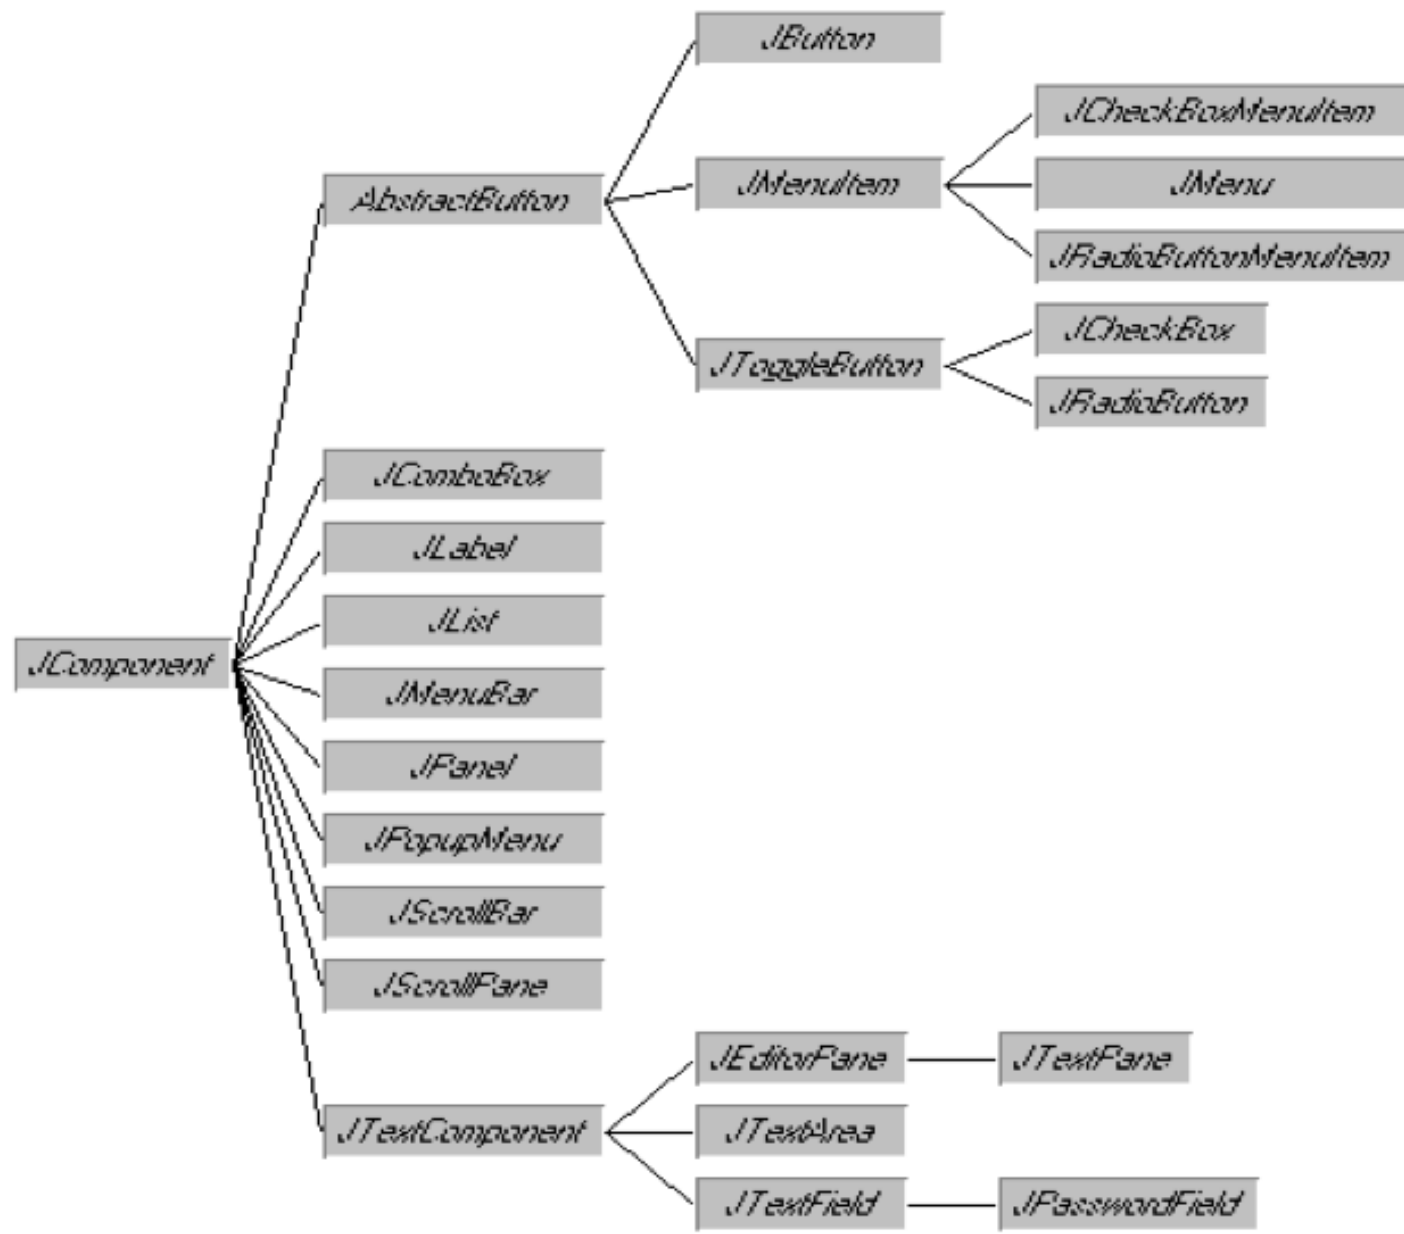 JButton
JCheckBoxMenuItem
AbstractButton
JMenuItem
JMenu
JRadioButtonMenuItem
JCheckBox
JToggleButton
JRadioButton
JComboBox
JLabel
JList
JComponent
JMenuBar
JPanel
JPopupMenu
JScrollBar
JScrollPane
JEditorPane
JTextPane
JTextComponent
JTextArea
JTextField
JPasswordField